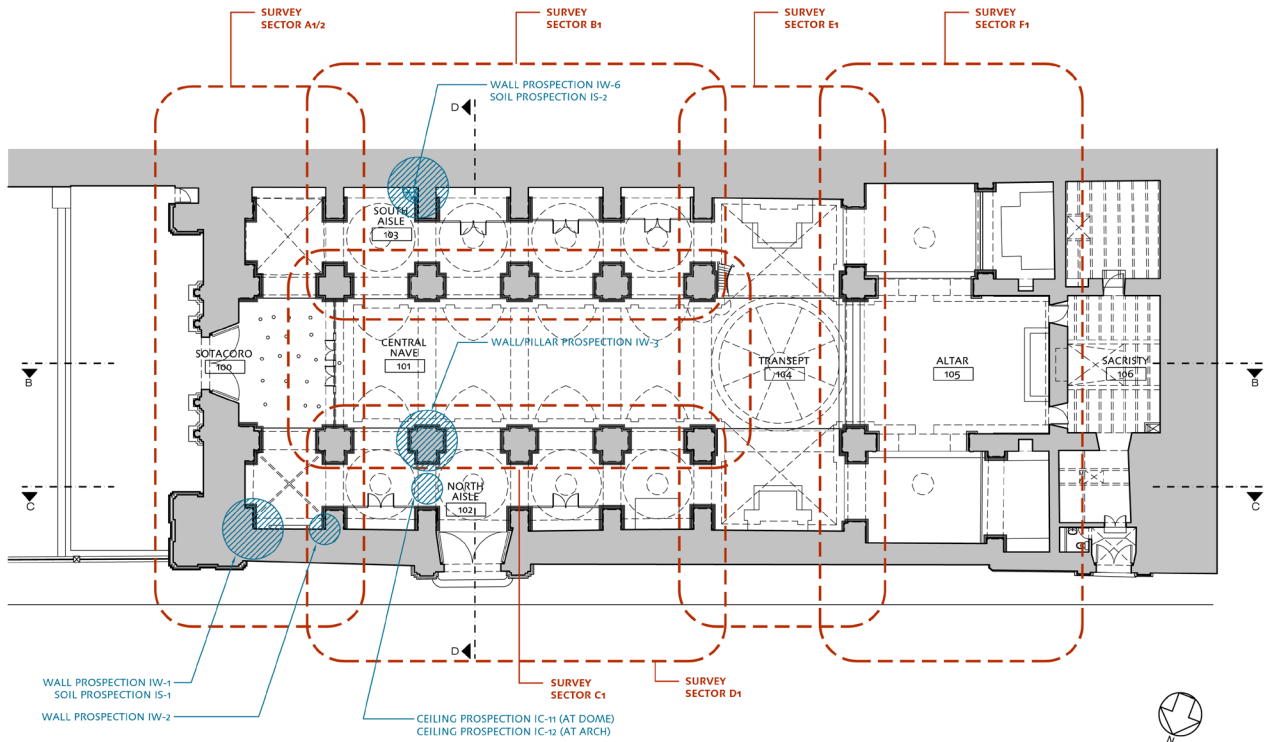 SURVEY
SECTOR A1/2
SURVEY
SECTOR B1
SURVEY
SECTOR E1
SURVEY
SECTOR F1
WALL PROSPECTION IW-6
SOIL PROSPECTION IS-2
D
SOUTH
AISLE
103
WALL/PILLAR PROSPECTION IW-3
SOTACORO
100
CENTRAL
NAVE
101
TRANSEPT
104
ALTAR
105
SACRISTY
106
B
B
NORTH
AISLE
102
C
C
D
WALL PROSPECTION IW-1
SOIL PROSPECTION IS-1
WALL PROSPECTION IW-2
SURVEY
SECTOR C1
SURVEY
SECTOR D1
CEILING PROSPECTION IC-11 (AT DOME)
CEILING PROSPECTION IC-12 (AT ARCH)
N